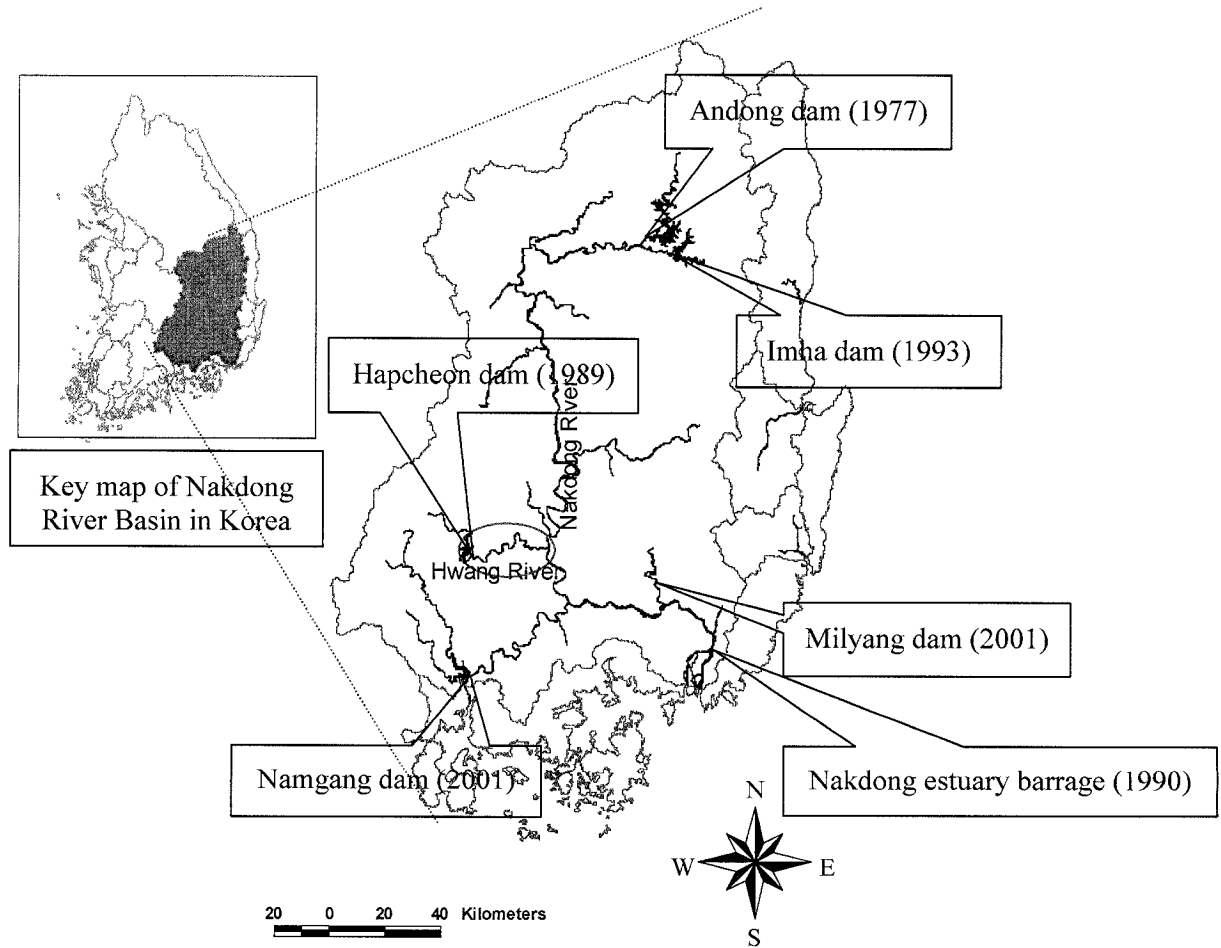 Andong dam (1977)
Imha dam (1993)
Hapcheon dam (1989)
Nakdong River
Key map of Nakdong
River Basin in Korea
Hwang River
Milyang dam (2001)
Namgang dam (2001)
Nakdong estuary barrage (1990)
N
W
E
S
20 0 20 40 Kilometers